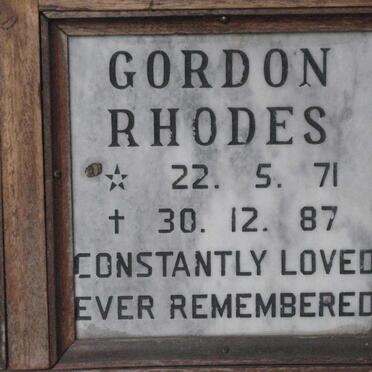 GORDON
RHODES
☆ 22. 5. 71
† 30. 12. 87
CONSTANTLY LOVED
EVER REMEMBERED